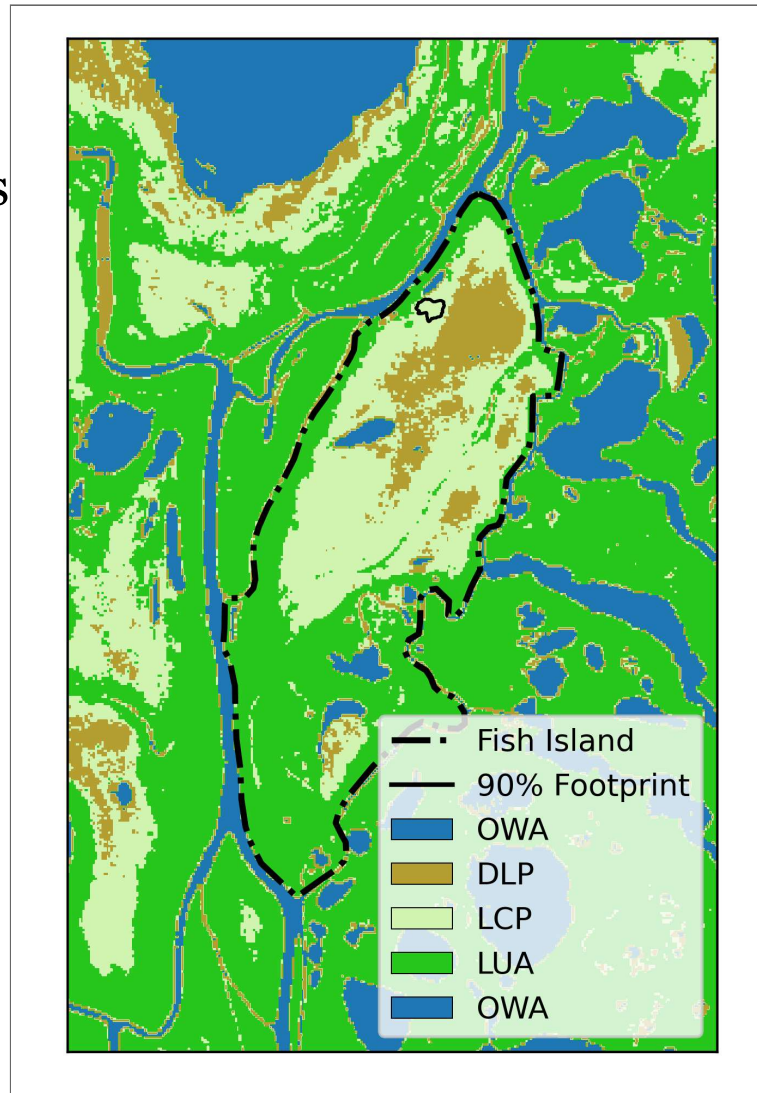 s
Fish Island
90% Footprint
OWA
DLP
LCP
LUA
OWA